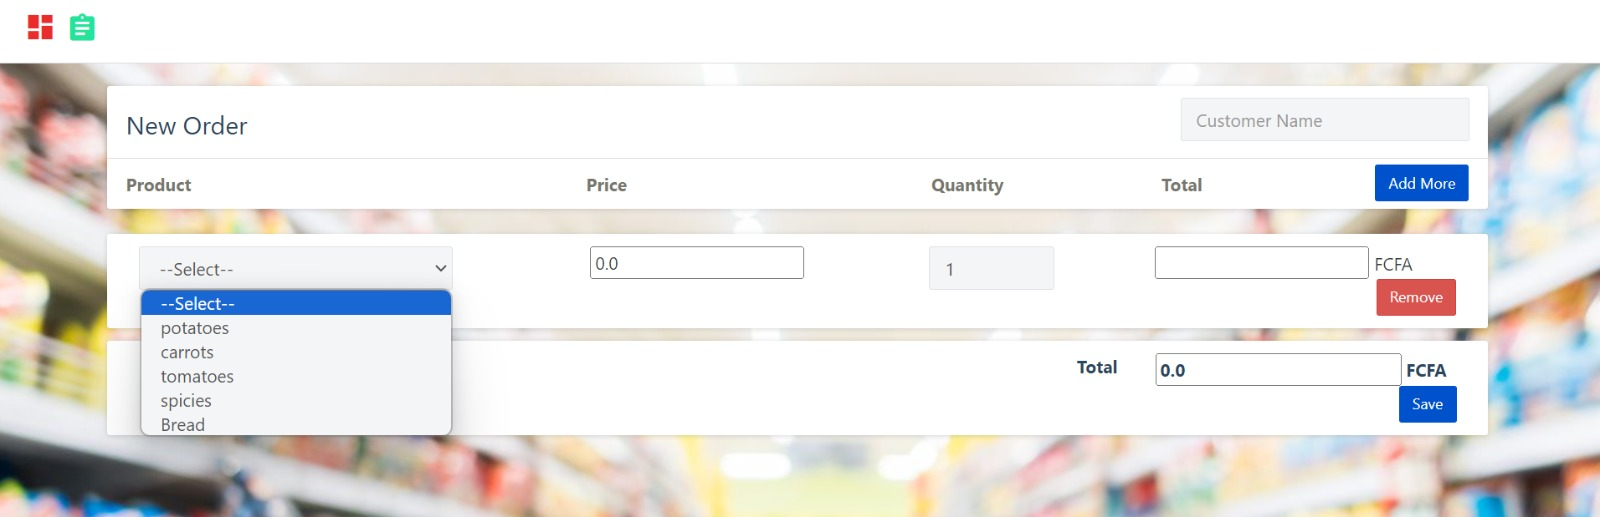 New Order
Customer Name
Product Price Quantity Total Add More
--Select-- 0.0 1 FCFA
Remove
--Select--
potatoes
carrots
tomatoes
spicies
Bread
Total 0.0 FCFA
Save